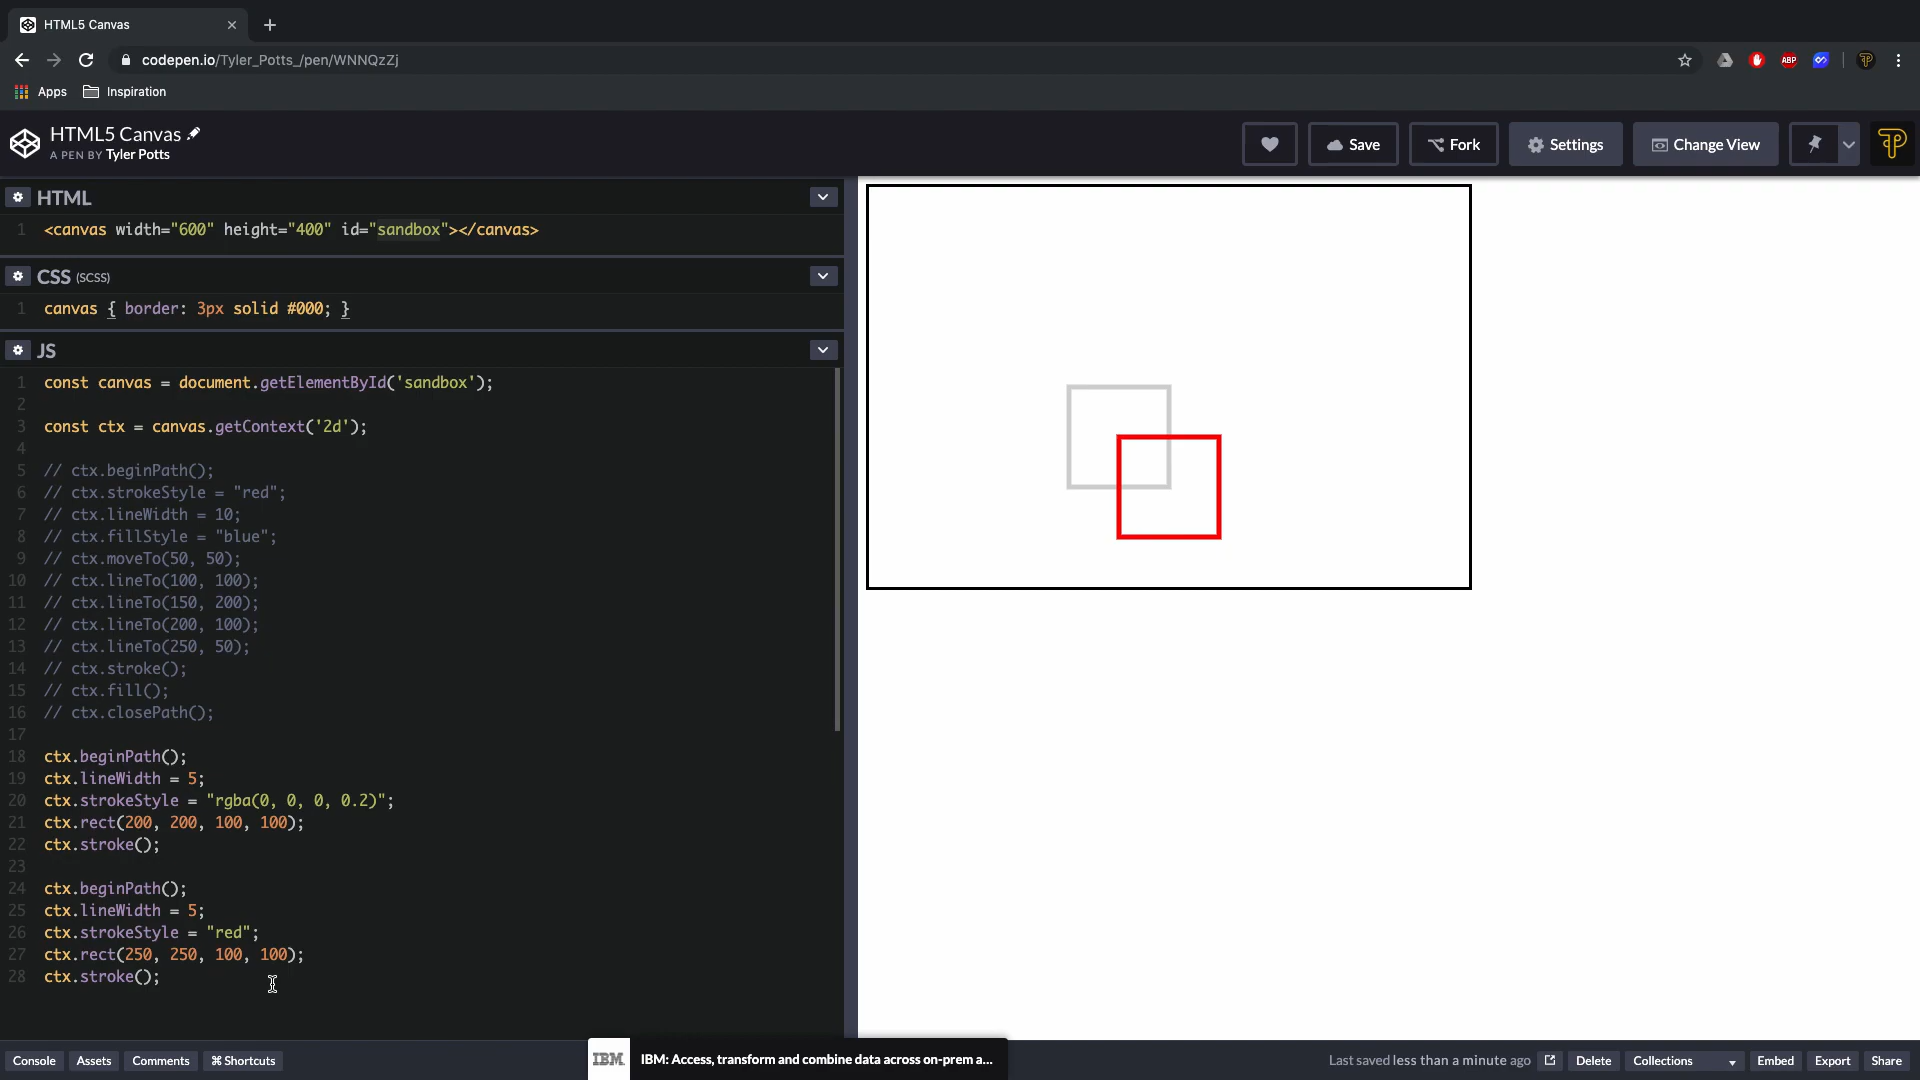 HTML5 Canvas
codepen.io/Tyler_Potts_/pen/WNNQzZj
ABP
Apps
Inspiration
HTML5 Canvas
A PEN BY Tyler Potts
Save
Fork
Settings
Change View
HTML
1 <canvas width="600" height="400" id="sandbox"></canvas>
CSS (SCSS)
1 canvas { border: 3px solid #000; }
JS
1 const canvas = document.getElementById('sandbox');
2
3 const ctx = canvas.getContext('2d');
4
5 // ctx.beginPath();
6 // ctx.strokeStyle = "red";
7 // ctx.lineWidth = 10;
8 // ctx.fillStyle = "blue";
9 // ctx.moveTo(50, 50);
10 // ctx.lineTo(100, 100);
11 // ctx.lineTo(150, 200);
12 // ctx.lineTo(200, 100);
13 // ctx.lineTo(250, 50);
14 // ctx.stroke();
15 // ctx.fill();
16 // ctx.closePath();
17
18 ctx.beginPath();
19 ctx.lineWidth = 5;
20 ctx.strokeStyle = "rgba(0, 0, 0, 0.2)";
21 ctx.rect(200, 200, 100, 100);
22 ctx.stroke();
23
24 ctx.beginPath();
25 ctx.lineWidth = 5;
26 ctx.strokeStyle = "red";
27 ctx.rect(250, 250, 100, 100);
28 ctx.stroke();
Console
Assets
Comments
⌘ Shortcuts
IBM
IBM: Access, transform and combine data across on-prem a...
Last saved less than a minute ago
Delete
Collections
Embed
Export
Share